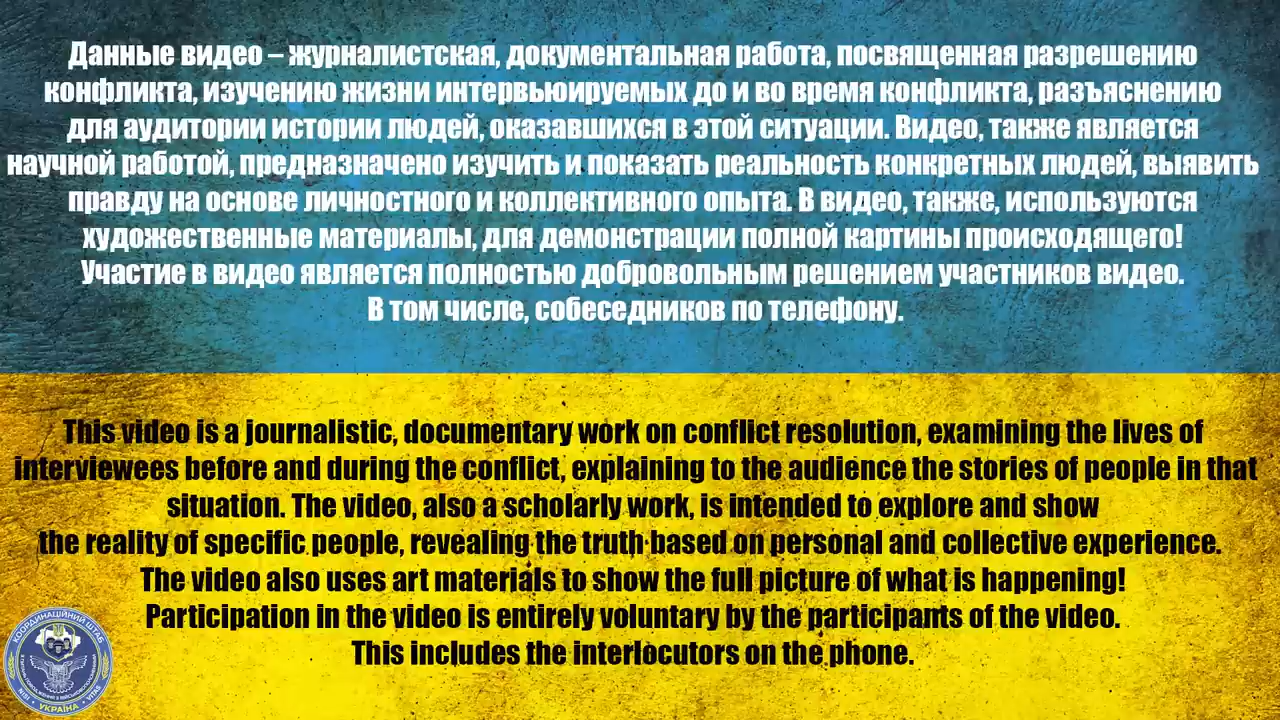 Данные видео – журналистская, документальная работа, посвященная разрешению
конфликта, изучению жизни интервьюируемых до и во время конфликта, разъяснению
для аудитории истории людей, оказавшихся в этой ситуации. Видео, также является
научной работой, предназначено изучить и показать реальность конкретных людей, выявить
правду на основе личностного и коллективного опыта. В видео, также, используются
художественные материалы, для демонстрации полной картины происходящего!
Участие в видео является полностью добровольным решением участников видео.
В том числе, собеседников по телефону.
This video is a journalistic, documentary work on conflict resolution, examining the lives of
interviewees before and during the conflict, explaining to the audience the stories of people in that
situation. The video, also a scholarly work, is intended to explore and show
the reality of specific people, revealing the truth based on personal and collective experience.
The video also uses art materials to show the full picture of what is happening!
Participation in the video is entirely voluntary by the participants of the video.
This includes the interlocutors on the phone.
КООРДИНАЦІЙНИЙ ШТАБ
NISI • УКРАЇНА • VITAE